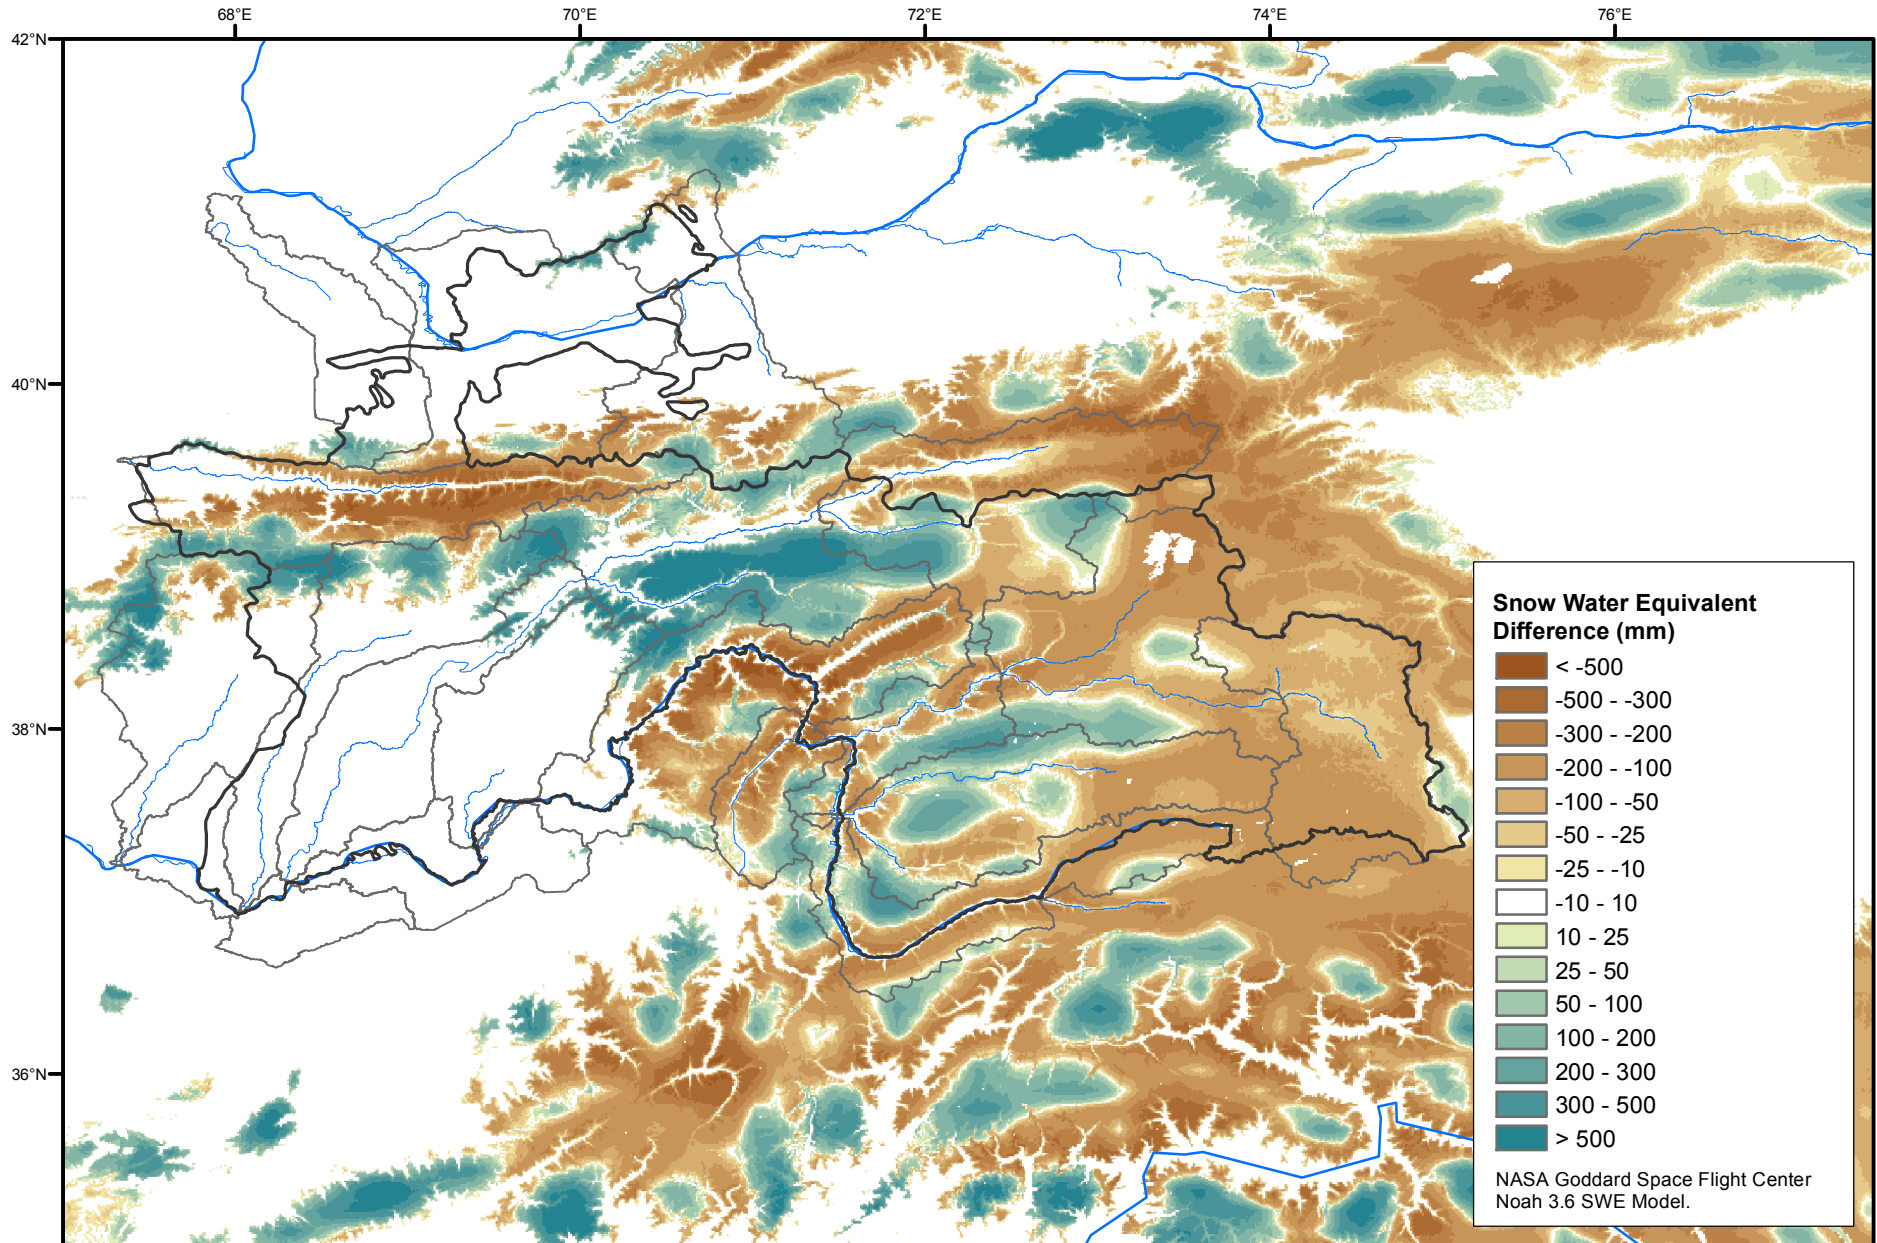 68°E
70°E
72°E
74°E
76°E
42°N
40°N
38°N
36°N
Snow Water Equivalent
Difference (mm)
< -500
-500 - -300
-300 - -200
-200 - -100
-100 - -50
-50 - -25
-25 - -10
-10 - 10
10 - 25
25 - 50
50 - 100
100 - 200
200 - 300
300 - 500
> 500
NASA Goddard Space Flight Center
Noah 3.6 SWE Model.